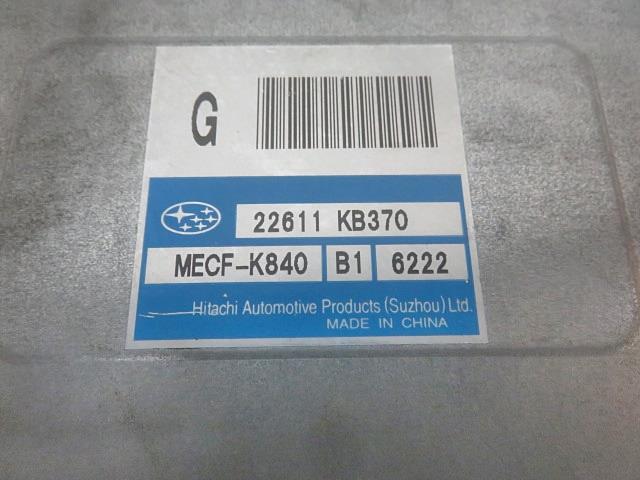 G
22611 KB370
MECF-K840 B1 6222
Hitachi Automotive Products (Suzhou) Ltd.
MADE IN CHINA